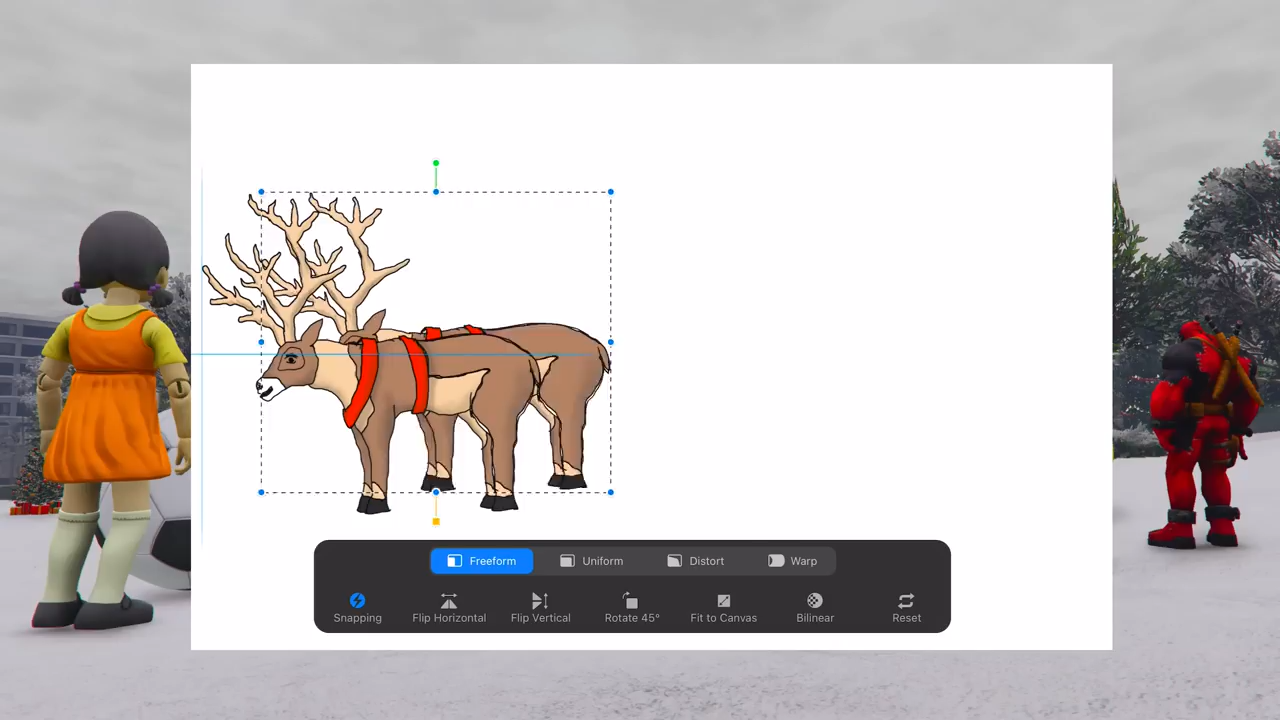 Freeform Uniform Distort Warp
Snapping Flip Horizontal Flip Vertical Rotate 45° Fit to Canvas Bilinear Reset